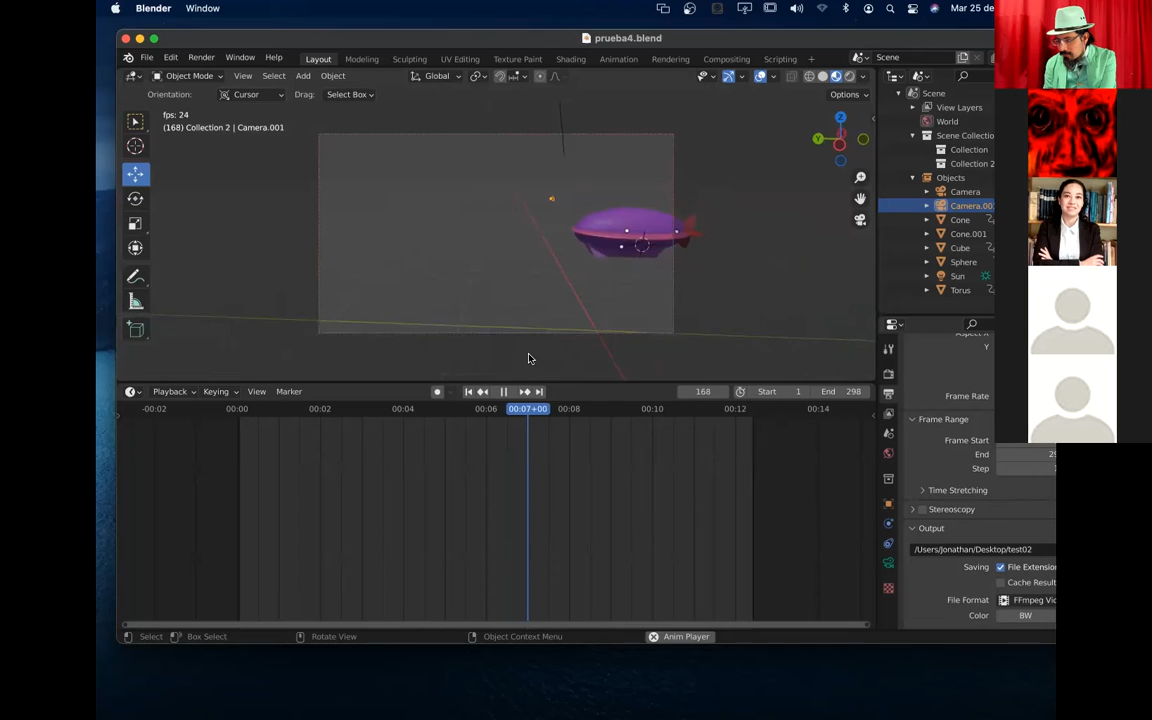 Blender Window Mar 25 de
prueba4.blend
File Edit Render Window Help Layout Modeling Sculpting UV Editing Texture Paint Shading Animation Rendering Compositing Scripting Scene
Object Mode View Select Add Object Global
Orientation: Cursor Drag: Select Box Options
fps: 24
(168) Collection 2 | Camera.001
Z
Y
Scene
View Layers
World
Scene Collectio
Collection
Collection 2
Objects
Camera
Camera.00
Cone
Cone.001
Cube
Sphere
Sun
Torus
Aspect X
Y
Frame Rate
Frame Range
Frame Start
End 29
Step 1
Time Stretching
Stereoscopy
Output
/Users/Jonathan/Desktop/test02
Saving File Extension
Cache Result
File Format FFmpeg Vid
Color BW
Playback Keying View Marker 168 Start 1 End 298
-00:02 00:00 00:02 00:04 00:06 00:07+00 00:08 00:10 00:12 00:14
Select Box Select Rotate View Object Context Menu Anim Player